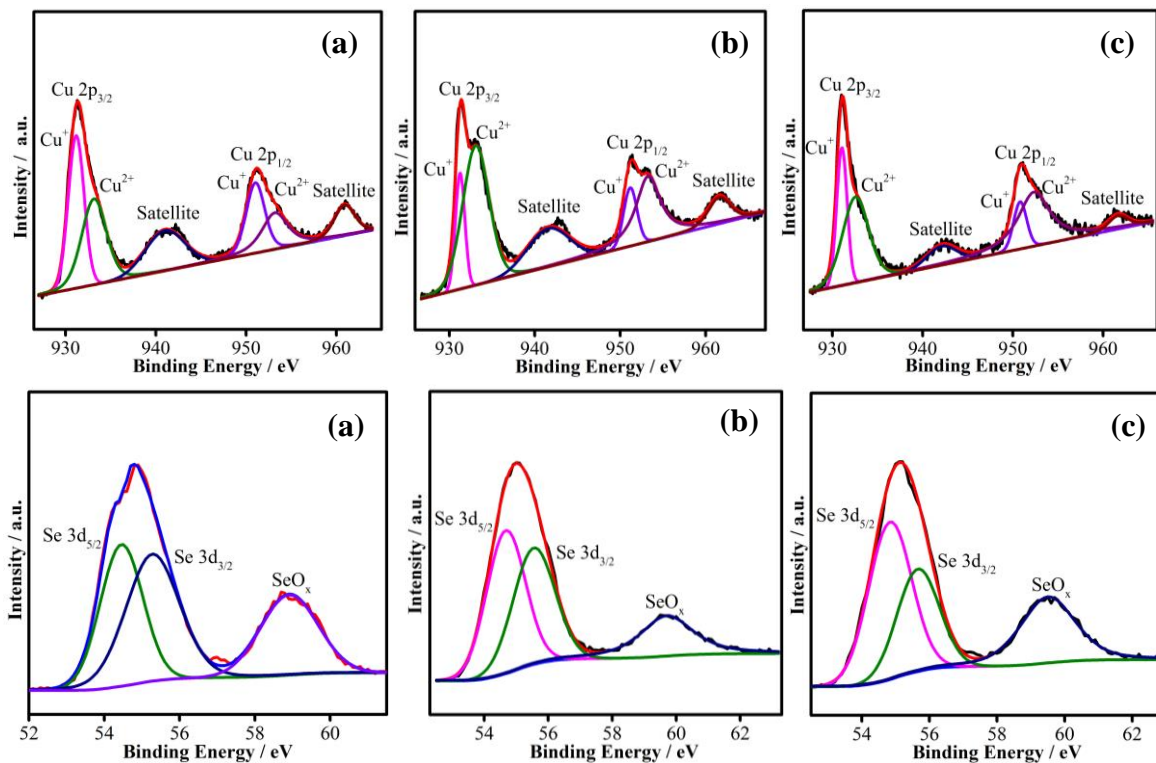 (a)
Cu 2p3/2
Cu+
Cu2+
Satellite
Cu 2p1/2
Cu+
Cu2+
Satellite
Intensity / a.u.
930 940 950 960
Binding Energy / eV
(b)
Cu 2p3/2
Cu+
Cu2+
Satellite
Cu 2p1/2
Cu+
Cu2+
Satellite
Intensity / a.u.
930 940 950 960
Binding Energy / eV
(c)
Cu 2p3/2
Cu+
Cu2+
Satellite
Cu 2p1/2
Cu+
Cu2+
Satellite
Intensity / a.u.
930 940 950 960
Binding Energy / eV
(a)
Se 3d5/2
Se 3d3/2
SeOx
Intensity / a.u.
52 54 56 58 60
Binding Energy / eV
(b)
Se 3d5/2
Se 3d3/2
SeOx
Intensity / a.u.
54 56 58 60 62
Binding Energy / eV
(c)
Se 3d5/2
Se 3d3/2
SeOx
Intensity / a.u.
54 56 58 60 62
Binding Energy / eV